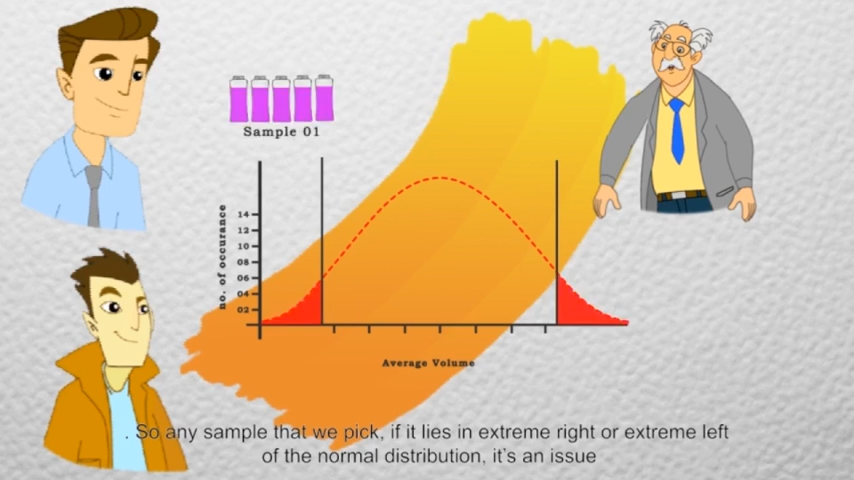 Sample 01
no. of occurance
14
12
10
08
06
04
02
Average Volume
. So any sample that we pick, if it lies in extreme right or extreme left
of the normal distribution, it's an issue